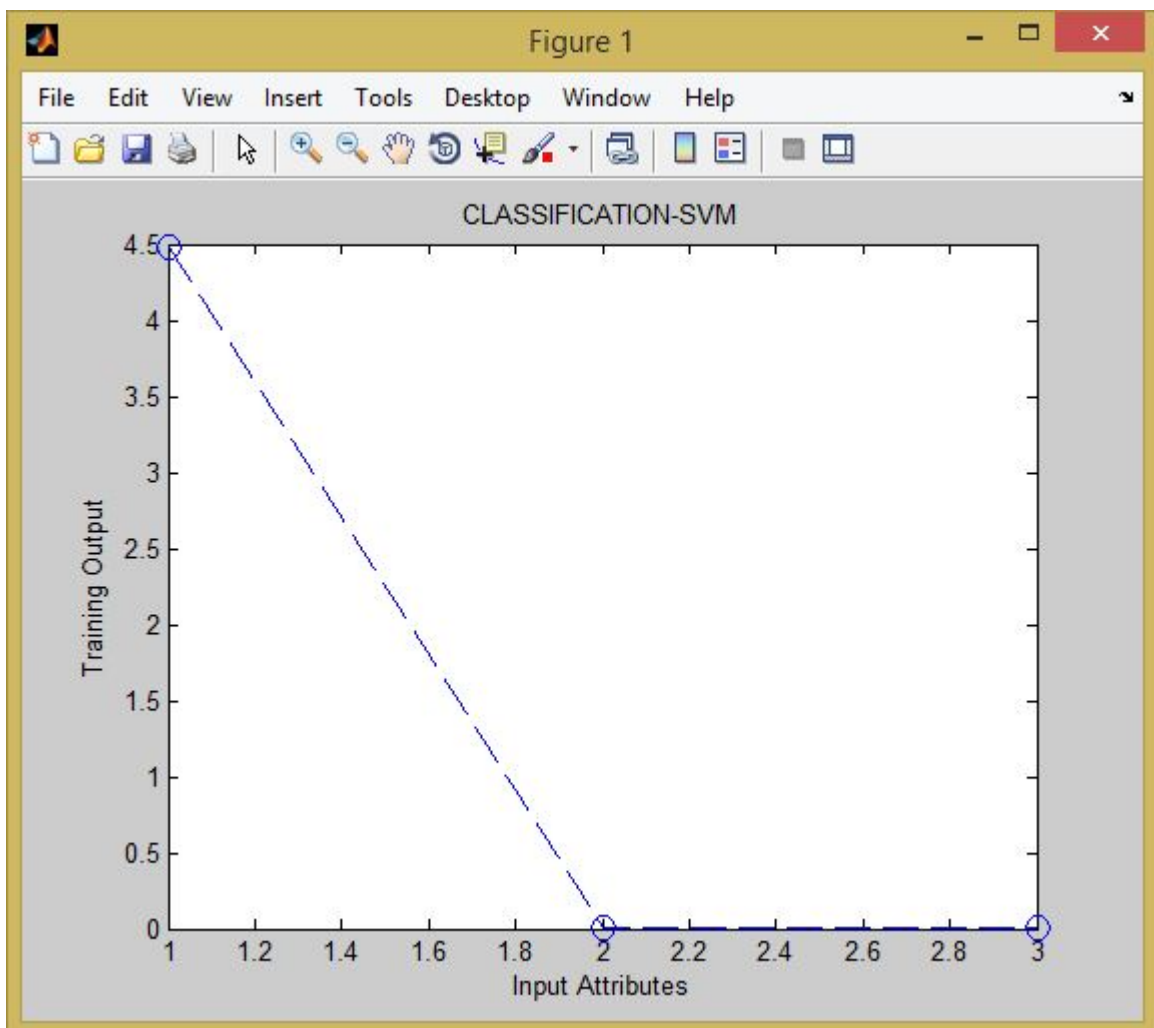 Figure 1
File Edit View Insert Tools Desktop Window Help
CLASSIFICATION-SVM
4.5
4
3.5
3
2.5
2
1.5
1
0.5
0
Training Output
1 1.2 1.4 1.6 1.8 2 2.2 2.4 2.6 2.8 3
Input Attributes